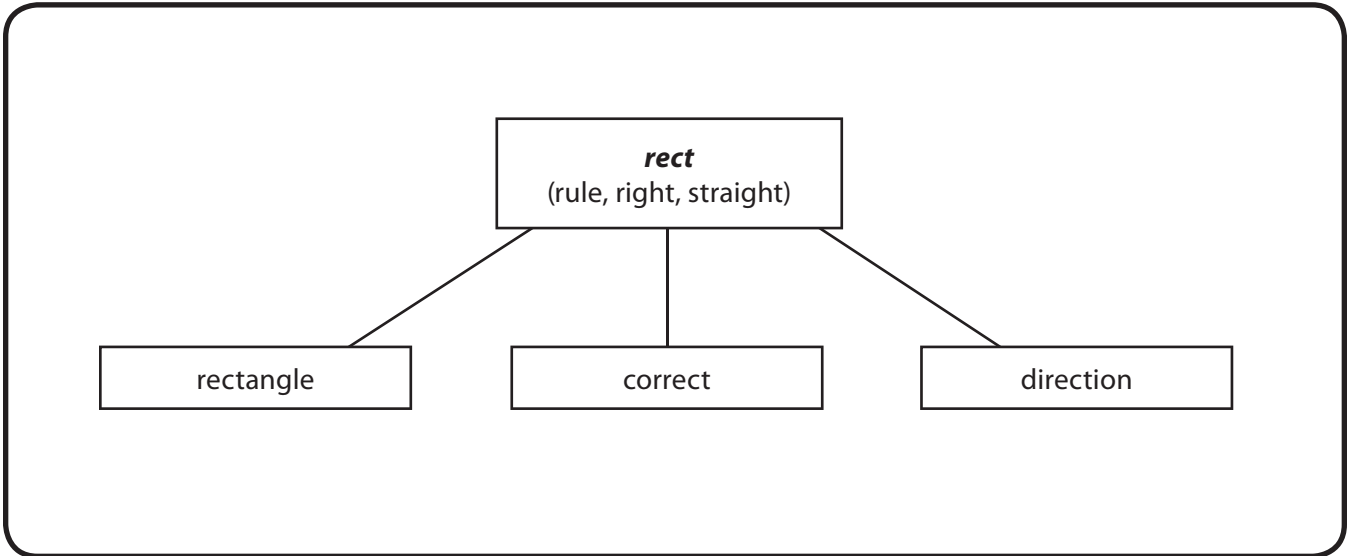 rect
(rule, right, straight)
rectangle
correct
direction